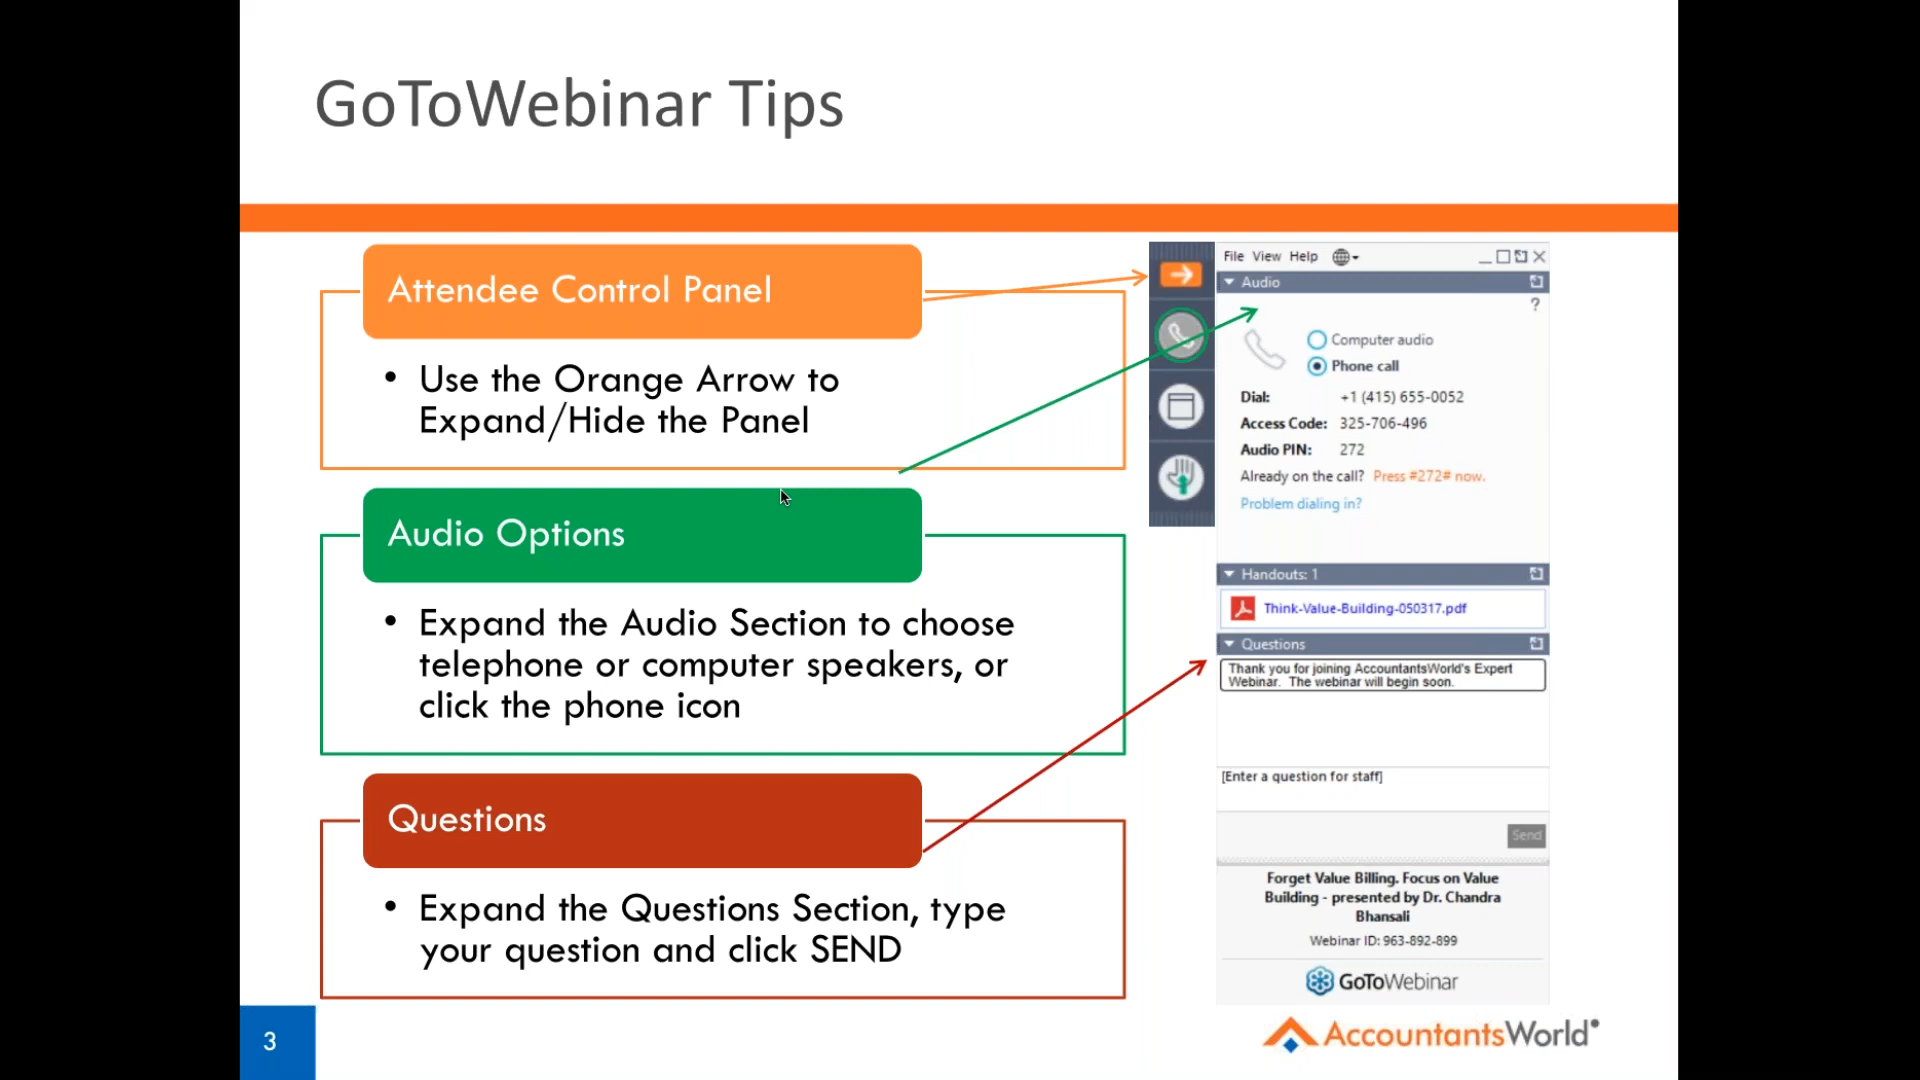 GoToWebinar Tips
Attendee Control Panel
• Use the Orange Arrow to
Expand/Hide the Panel
Audio Options
• Expand the Audio Section to choose
telephone or computer speakers, or
click the phone icon
Questions
• Expand the Questions Section, type
your question and click SEND
File View Help
Audio
?
Computer audio
Phone call
Dial: +1 (415) 655-0052
Access Code: 325-706-496
Audio PIN: 272
Already on the call? Press #272# now.
Problem dialing in?
Handouts: 1
Think-Value-Building-050317.pdf
Questions
Thank you for joining AccountantsWorld's Expert
Webinar. The webinar will begin soon.
[Enter a question for staff]
Send
Forget Value Billing. Focus on Value
Building - presented by Dr. Chandra
Bhansali
Webinar ID: 963-892-899
GoToWebinar
3
AccountantsWorld